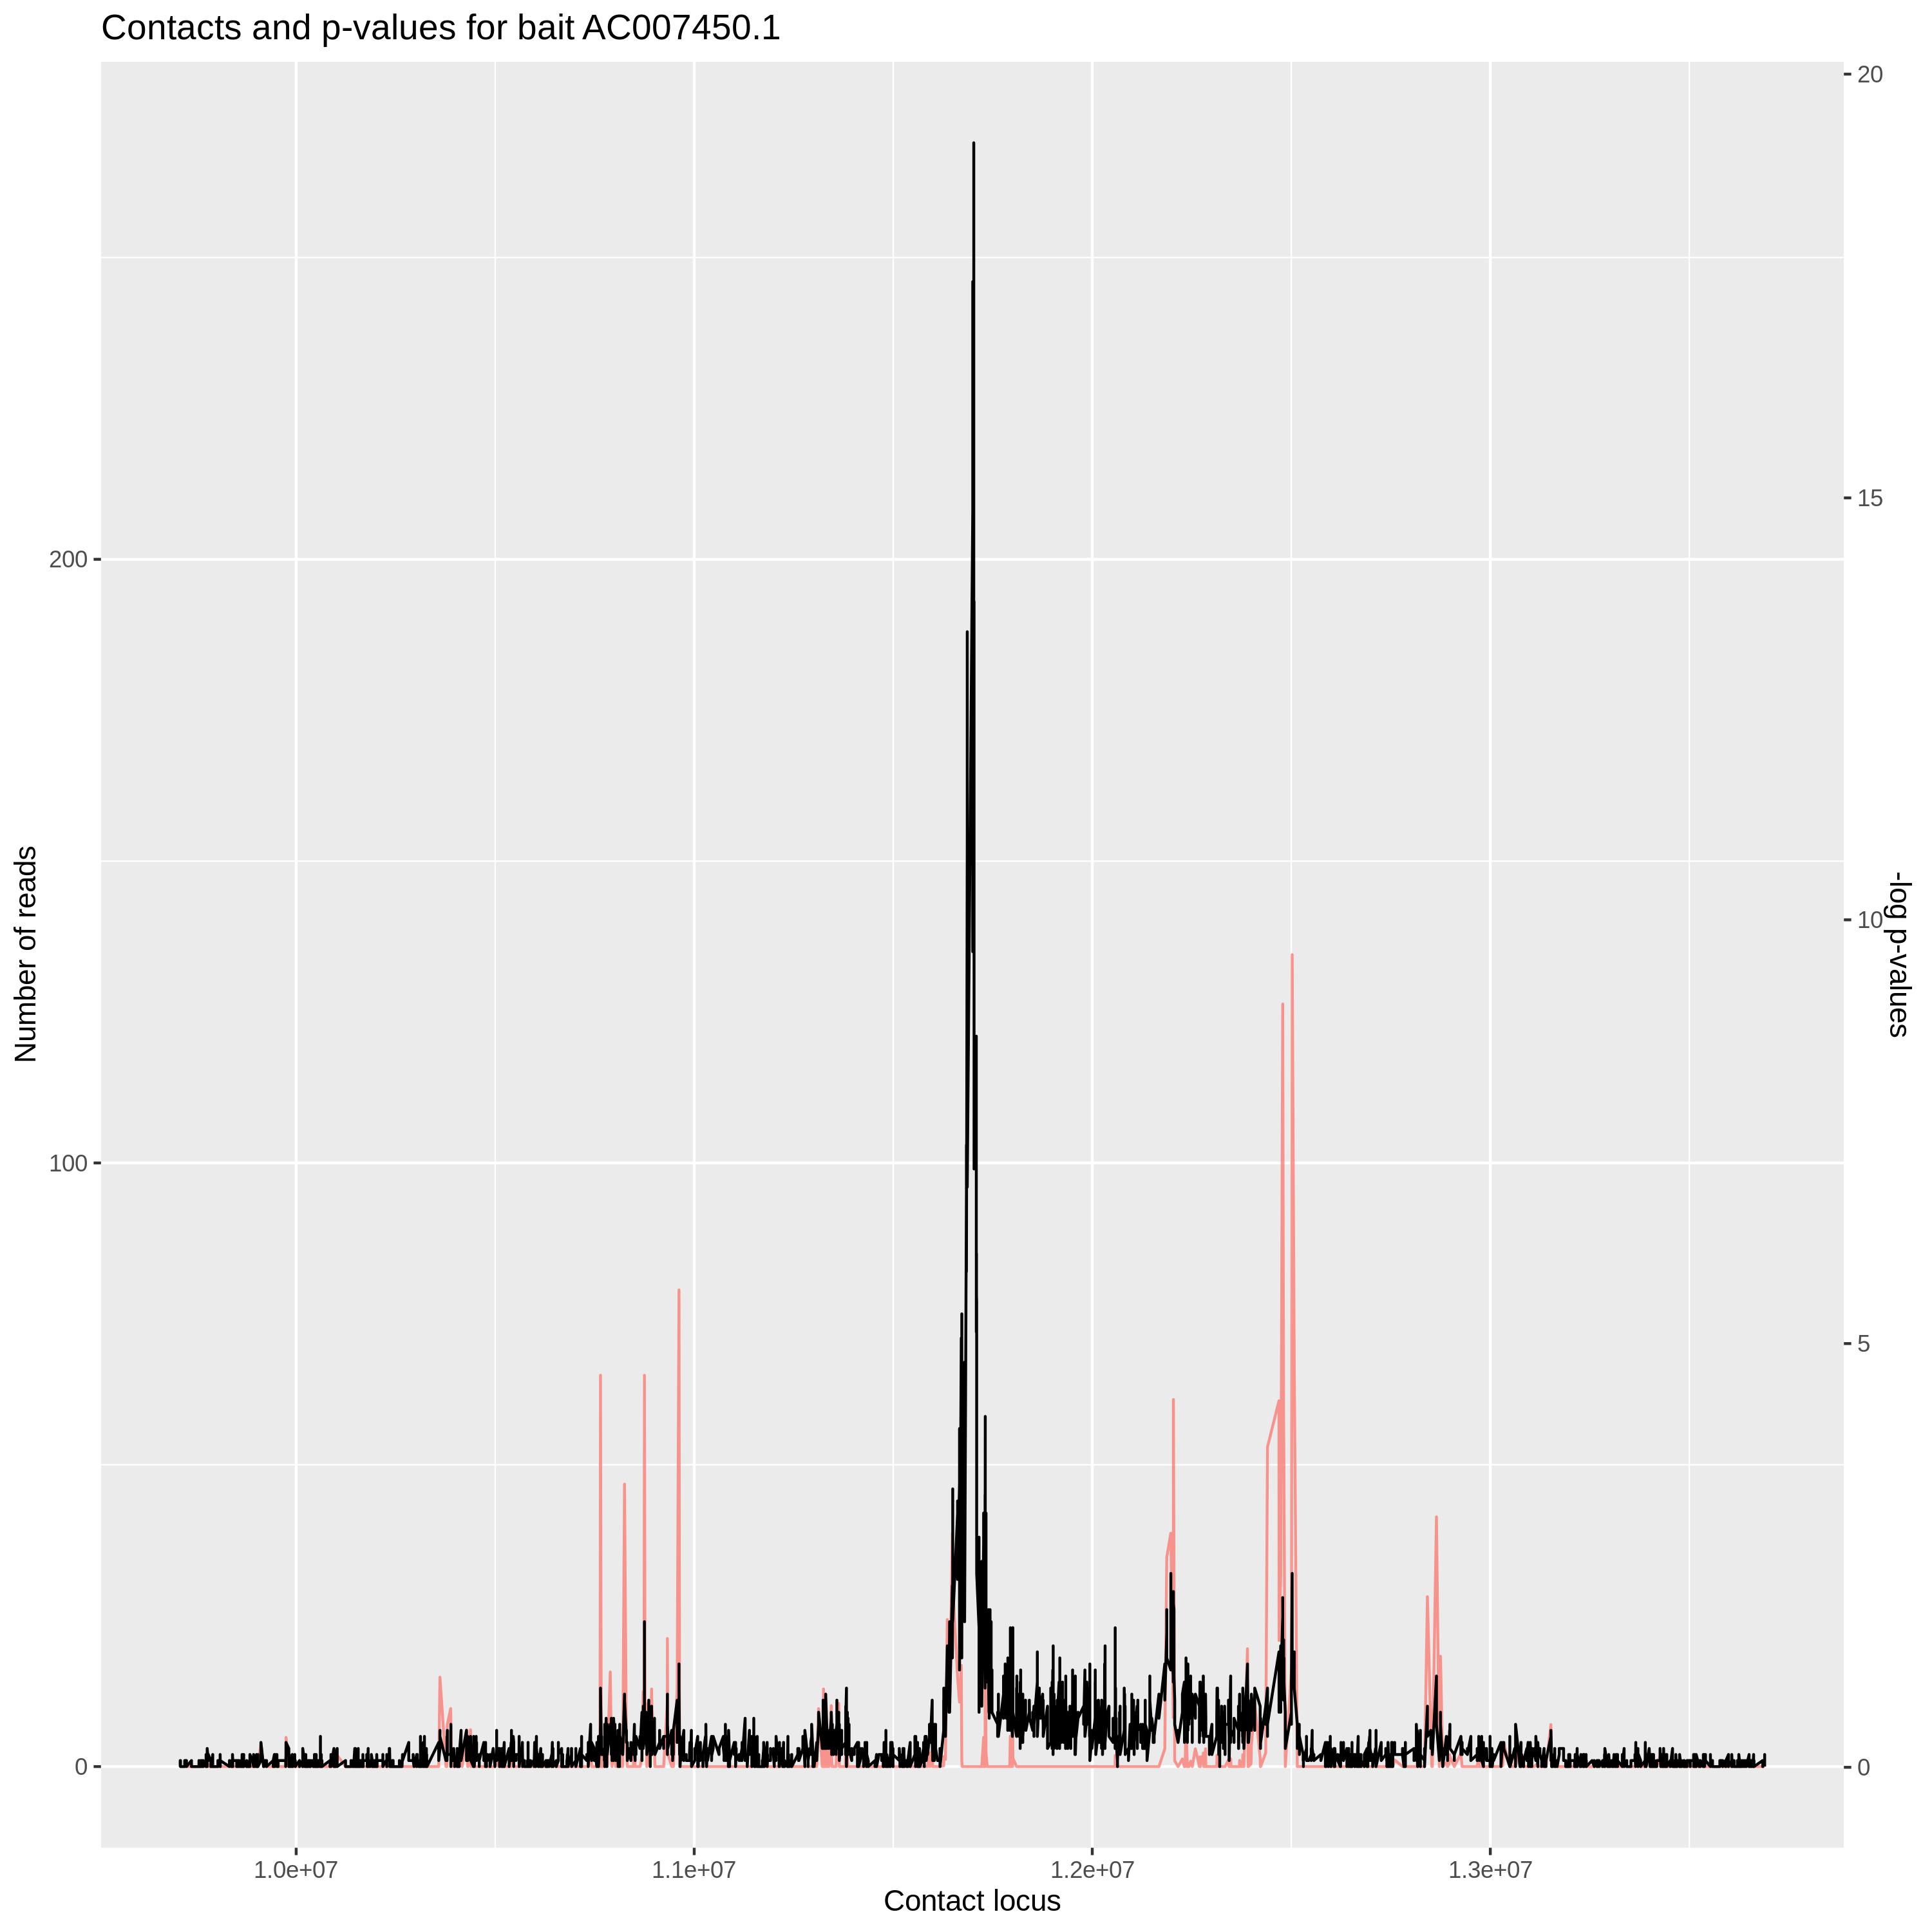 Contacts and p-values for bait AC007450.1
20
15
200
10
Number of reads
-log p-values
100
5
0
0
1.0e+07
1.1e+07
1.2e+07
1.3e+07
Contact locus